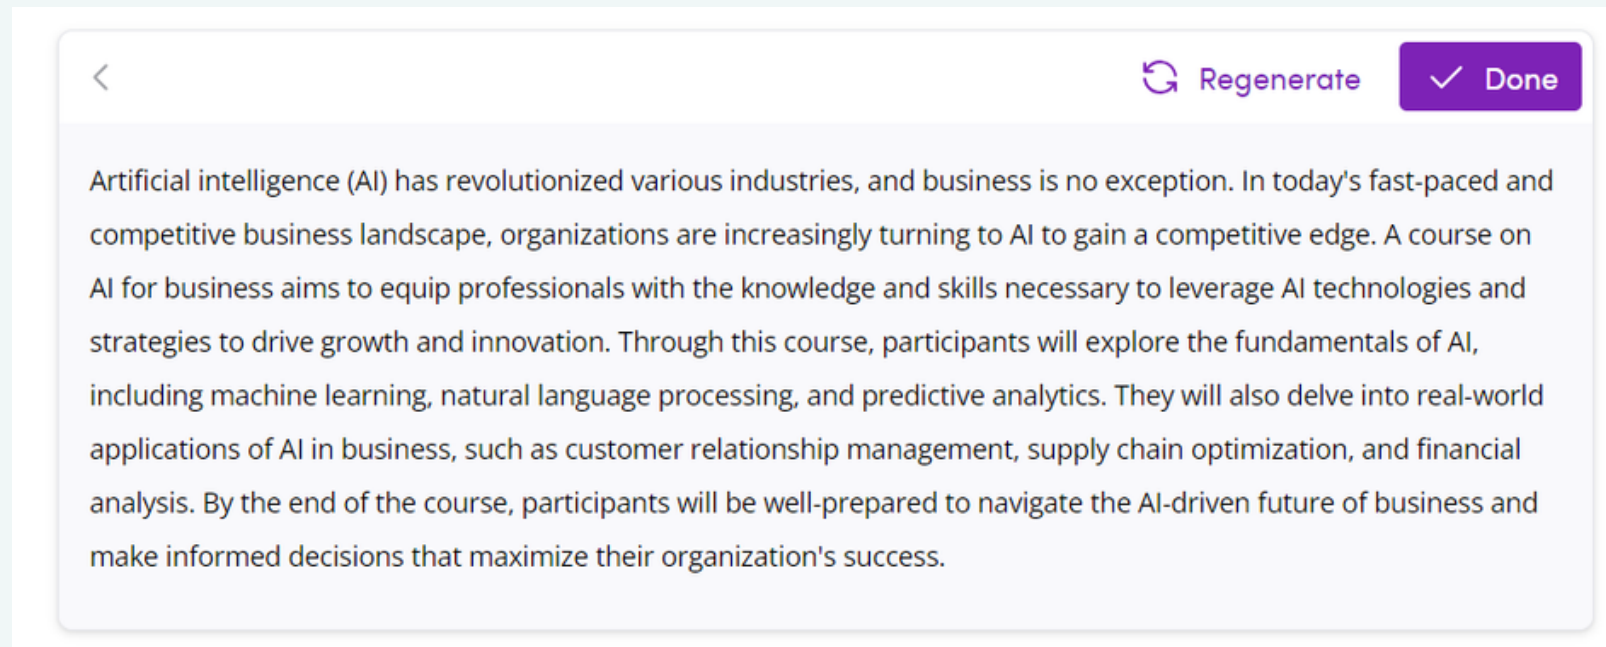 Regenerate
Done
Artificial intelligence (AI) has revolutionized various industries, and business is no exception. In today's fast-paced and
competitive business landscape, organizations are increasingly turning to AI to gain a competitive edge. A course on
AI for business aims to equip professionals with the knowledge and skills necessary to leverage AI technologies and
strategies to drive growth and innovation. Through this course, participants will explore the fundamentals of AI,
including machine learning, natural language processing, and predictive analytics. They will also delve into real-world
applications of AI in business, such as customer relationship management, supply chain optimization, and financial
analysis. By the end of the course, participants will be well-prepared to navigate the AI-driven future of business and
make informed decisions that maximize their organization's success.